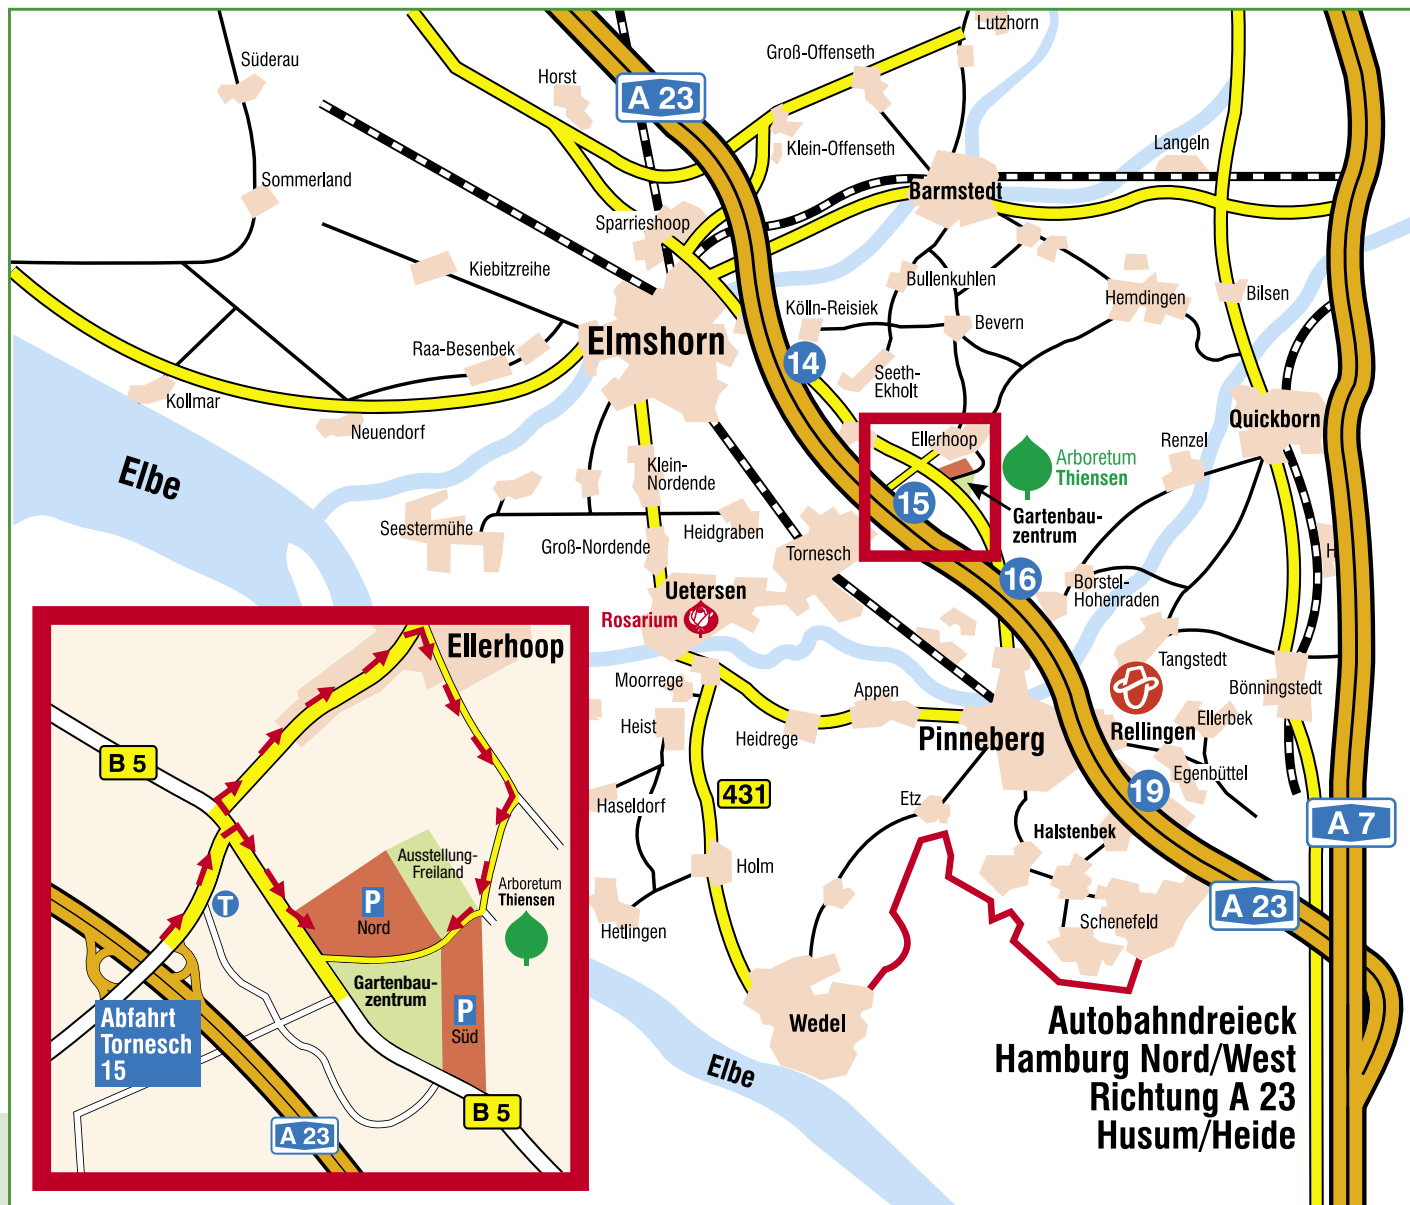 Lutzhorn
Süderau
Groß-Offenseth
Horst
A 23
Klein-Offenseth
Langeln
Sommerland
Barmstedt
Sparrieshoop
Kiebitzreihe
Bullenkuhlen
Hemdingen
Bilsen
Kölln-Reisiek
Bevern
Elmshorn
Raa-Besenbek
14
Seeth-
Ekholt
Kollmar
Neuendorf
Quickborn
Renzel
Ellerhoop
Arboretum
Thiensen
Elbe
Klein-
Nordende
15
Gartenbau-
zentrum
Seestermühe
Heidgraben
Groß-Nordende
Tornesch
H
16
Borstel-
Hohenraden
Uetersen
Rosarium
Tangstedt
Moorrege
Appen
Bönningstedt
Heist
Heidrege
Pinneberg
Rellingen
Ellerbek
Egenbüttel
431
19
Haseldorf
Etz
Halstenbek
A 7
Holm
A 23
Hetlingen
Schenefeld
Wedel
Elbe
Autobahndreieck
Hamburg Nord/West
Richtung A 23
Husum/Heide
Ellerhoop
B 5
Ausstellung-
Freiland
Arboretum
Thiensen
P
Nord
T
Gartenbau-
zentrum
P
Süd
Abfahrt
Tornesch
15
B 5
A 23